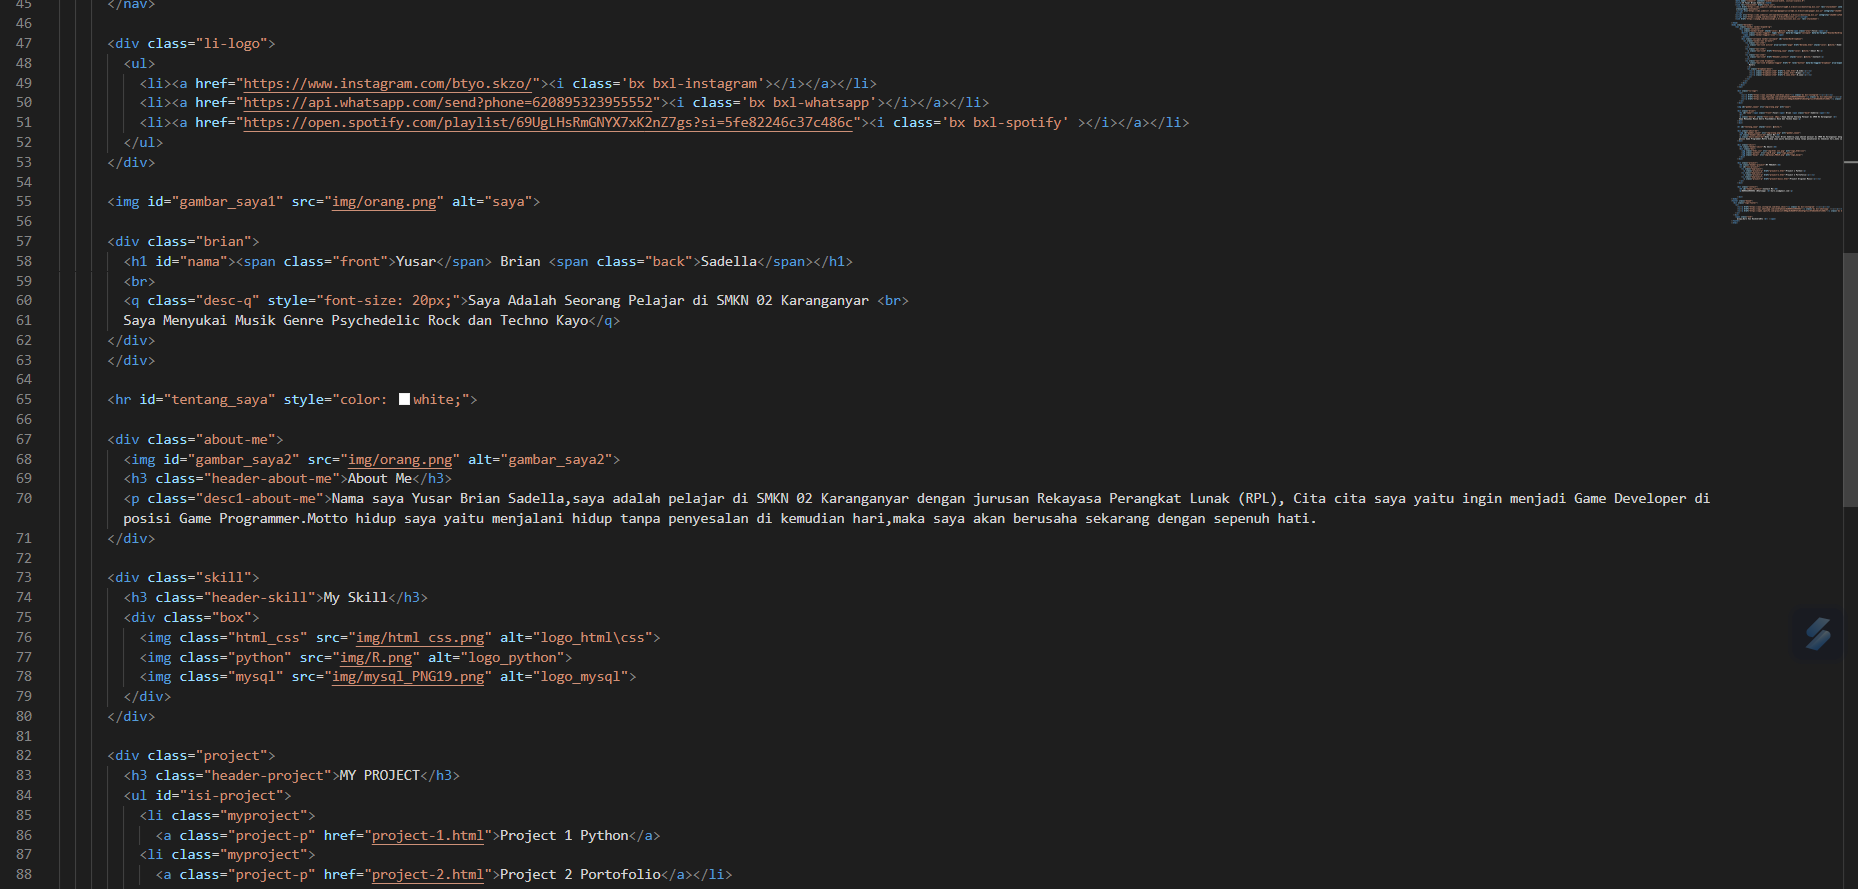 45 </nav>
46
47 <div class="li-logo">
48 <ul>
49 <li><a href="https://www.instagram.com/btyo.skzo/"><i class='bx bxl-instagram'></i></a></li>
50 <li><a href="https://api.whatsapp.com/send?phone=620895323955552"><i class='bx bxl-whatsapp'></i></a></li>
51 <li><a href="https://open.spotify.com/playlist/69UgLHsRmGNYX7xK2nZ7gs?si=5fe82246c37c486c"><i class='bx bxl-spotify' ></i></a></li>
52 </ul>
53 </div>
54
55 <img id="gambar_saya1" src="img/orang.png" alt="saya">
56
57 <div class="brian">
58 <h1 id="nama"><span class="front">Yusar</span> Brian <span class="back">Sadella</span></h1>
59 <br>
60 <q class="desc-q" style="font-size: 20px;">Saya Adalah Seorang Pelajar di SMKN 02 Karanganyar <br>
61 Saya Menyukai Musik Genre Psychedelic Rock dan Techno Kayo</q>
62 </div>
63 </div>
64
65 <hr id="tentang_saya" style="color: white;">
66
67 <div class="about-me">
68 <img id="gambar_saya2" src="img/orang.png" alt="gambar_saya2">
69 <h3 class="header-about-me">About Me</h3>
70 <p class="desc1-about-me">Nama saya Yusar Brian Sadella,saya adalah pelajar di SMKN 02 Karanganyar dengan jurusan Rekayasa Perangkat Lunak (RPL), Cita cita saya yaitu ingin menjadi Game Developer di
posisi Game Programmer.Motto hidup saya yaitu menjalani hidup tanpa penyesalan di kemudian hari,maka saya akan berusaha sekarang dengan sepenuh hati.
71 </div>
72
73 <div class="skill">
74 <h3 class="header-skill">My Skill</h3>
75 <div class="box">
76 <img class="html_css" src="img/html css.png" alt="logo_html\css">
77 <img class="python" src="img/R.png" alt="logo_python">
78 <img class="mysql" src="img/mysql_PNG19.png" alt="logo_mysql">
79 </div>
80 </div>
81
82 <div class="project">
83 <h3 class="header-project">MY PROJECT</h3>
84 <ul id="isi-project">
85 <li class="myproject">
86 <a class="project-p" href="project-1.html">Project 1 Python</a>
87 <li class="myproject">
88 <a class="project-p" href="project-2.html">Project 2 Portofolio</a></li>